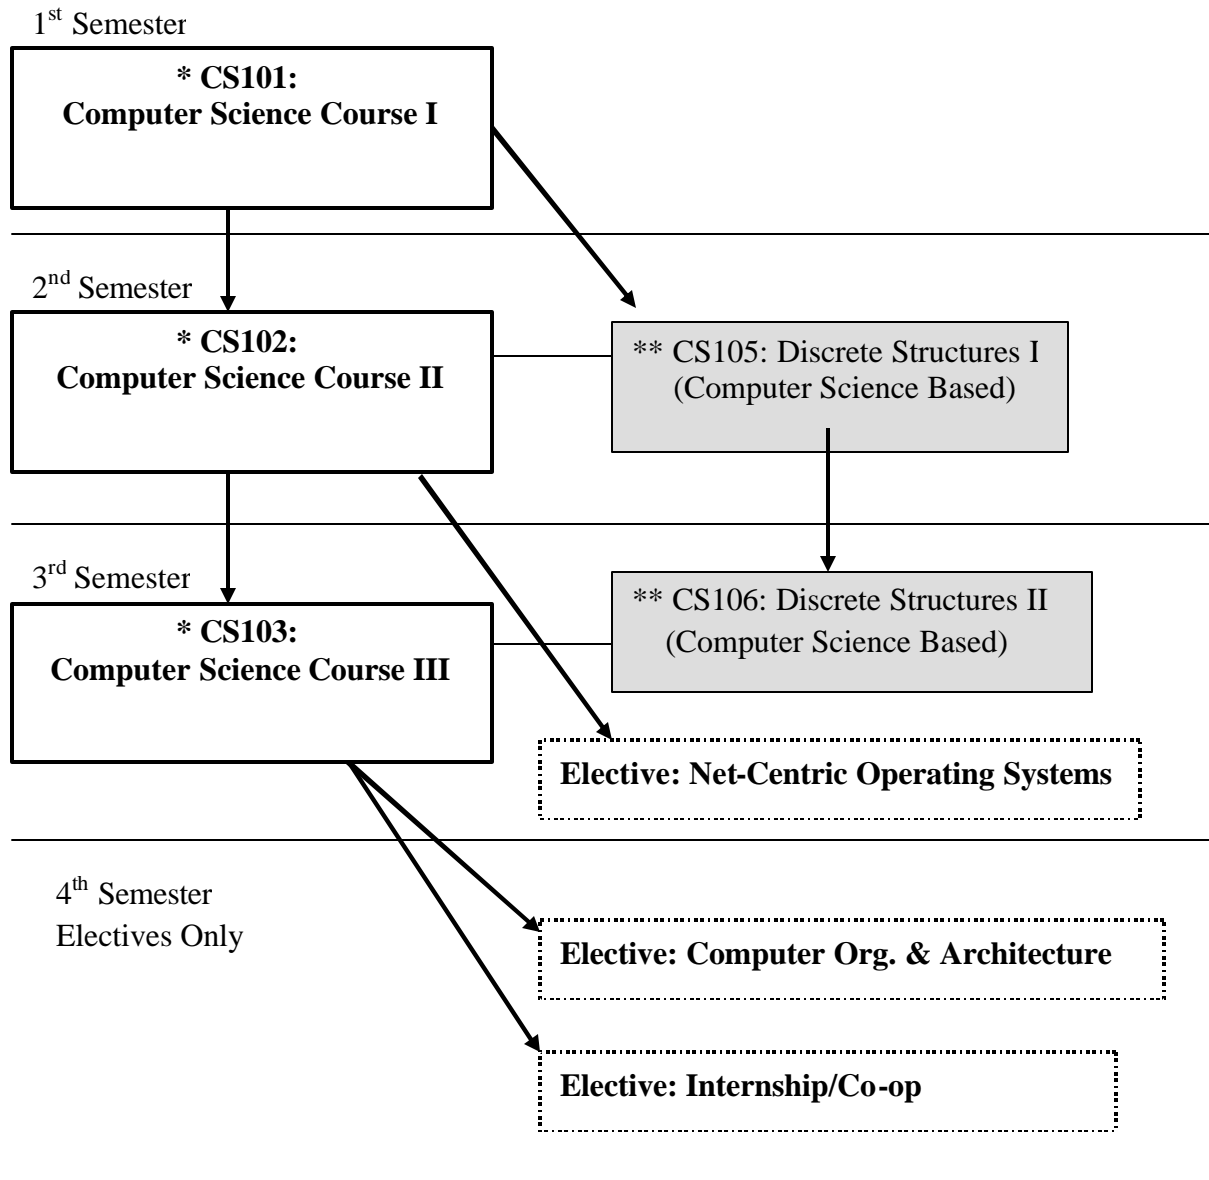 1st Semester
* CS101:
Computer Science Course I
2nd Semester
* CS102:
Computer Science Course II
** CS105: Discrete Structures I
(Computer Science Based)
3rd Semester
* CS103:
Computer Science Course III
** CS106: Discrete Structures II
(Computer Science Based)
Elective: Net-Centric Operating Systems
4th Semester
Electives Only
Elective: Computer Org. & Architecture
Elective: Internship/Co-op